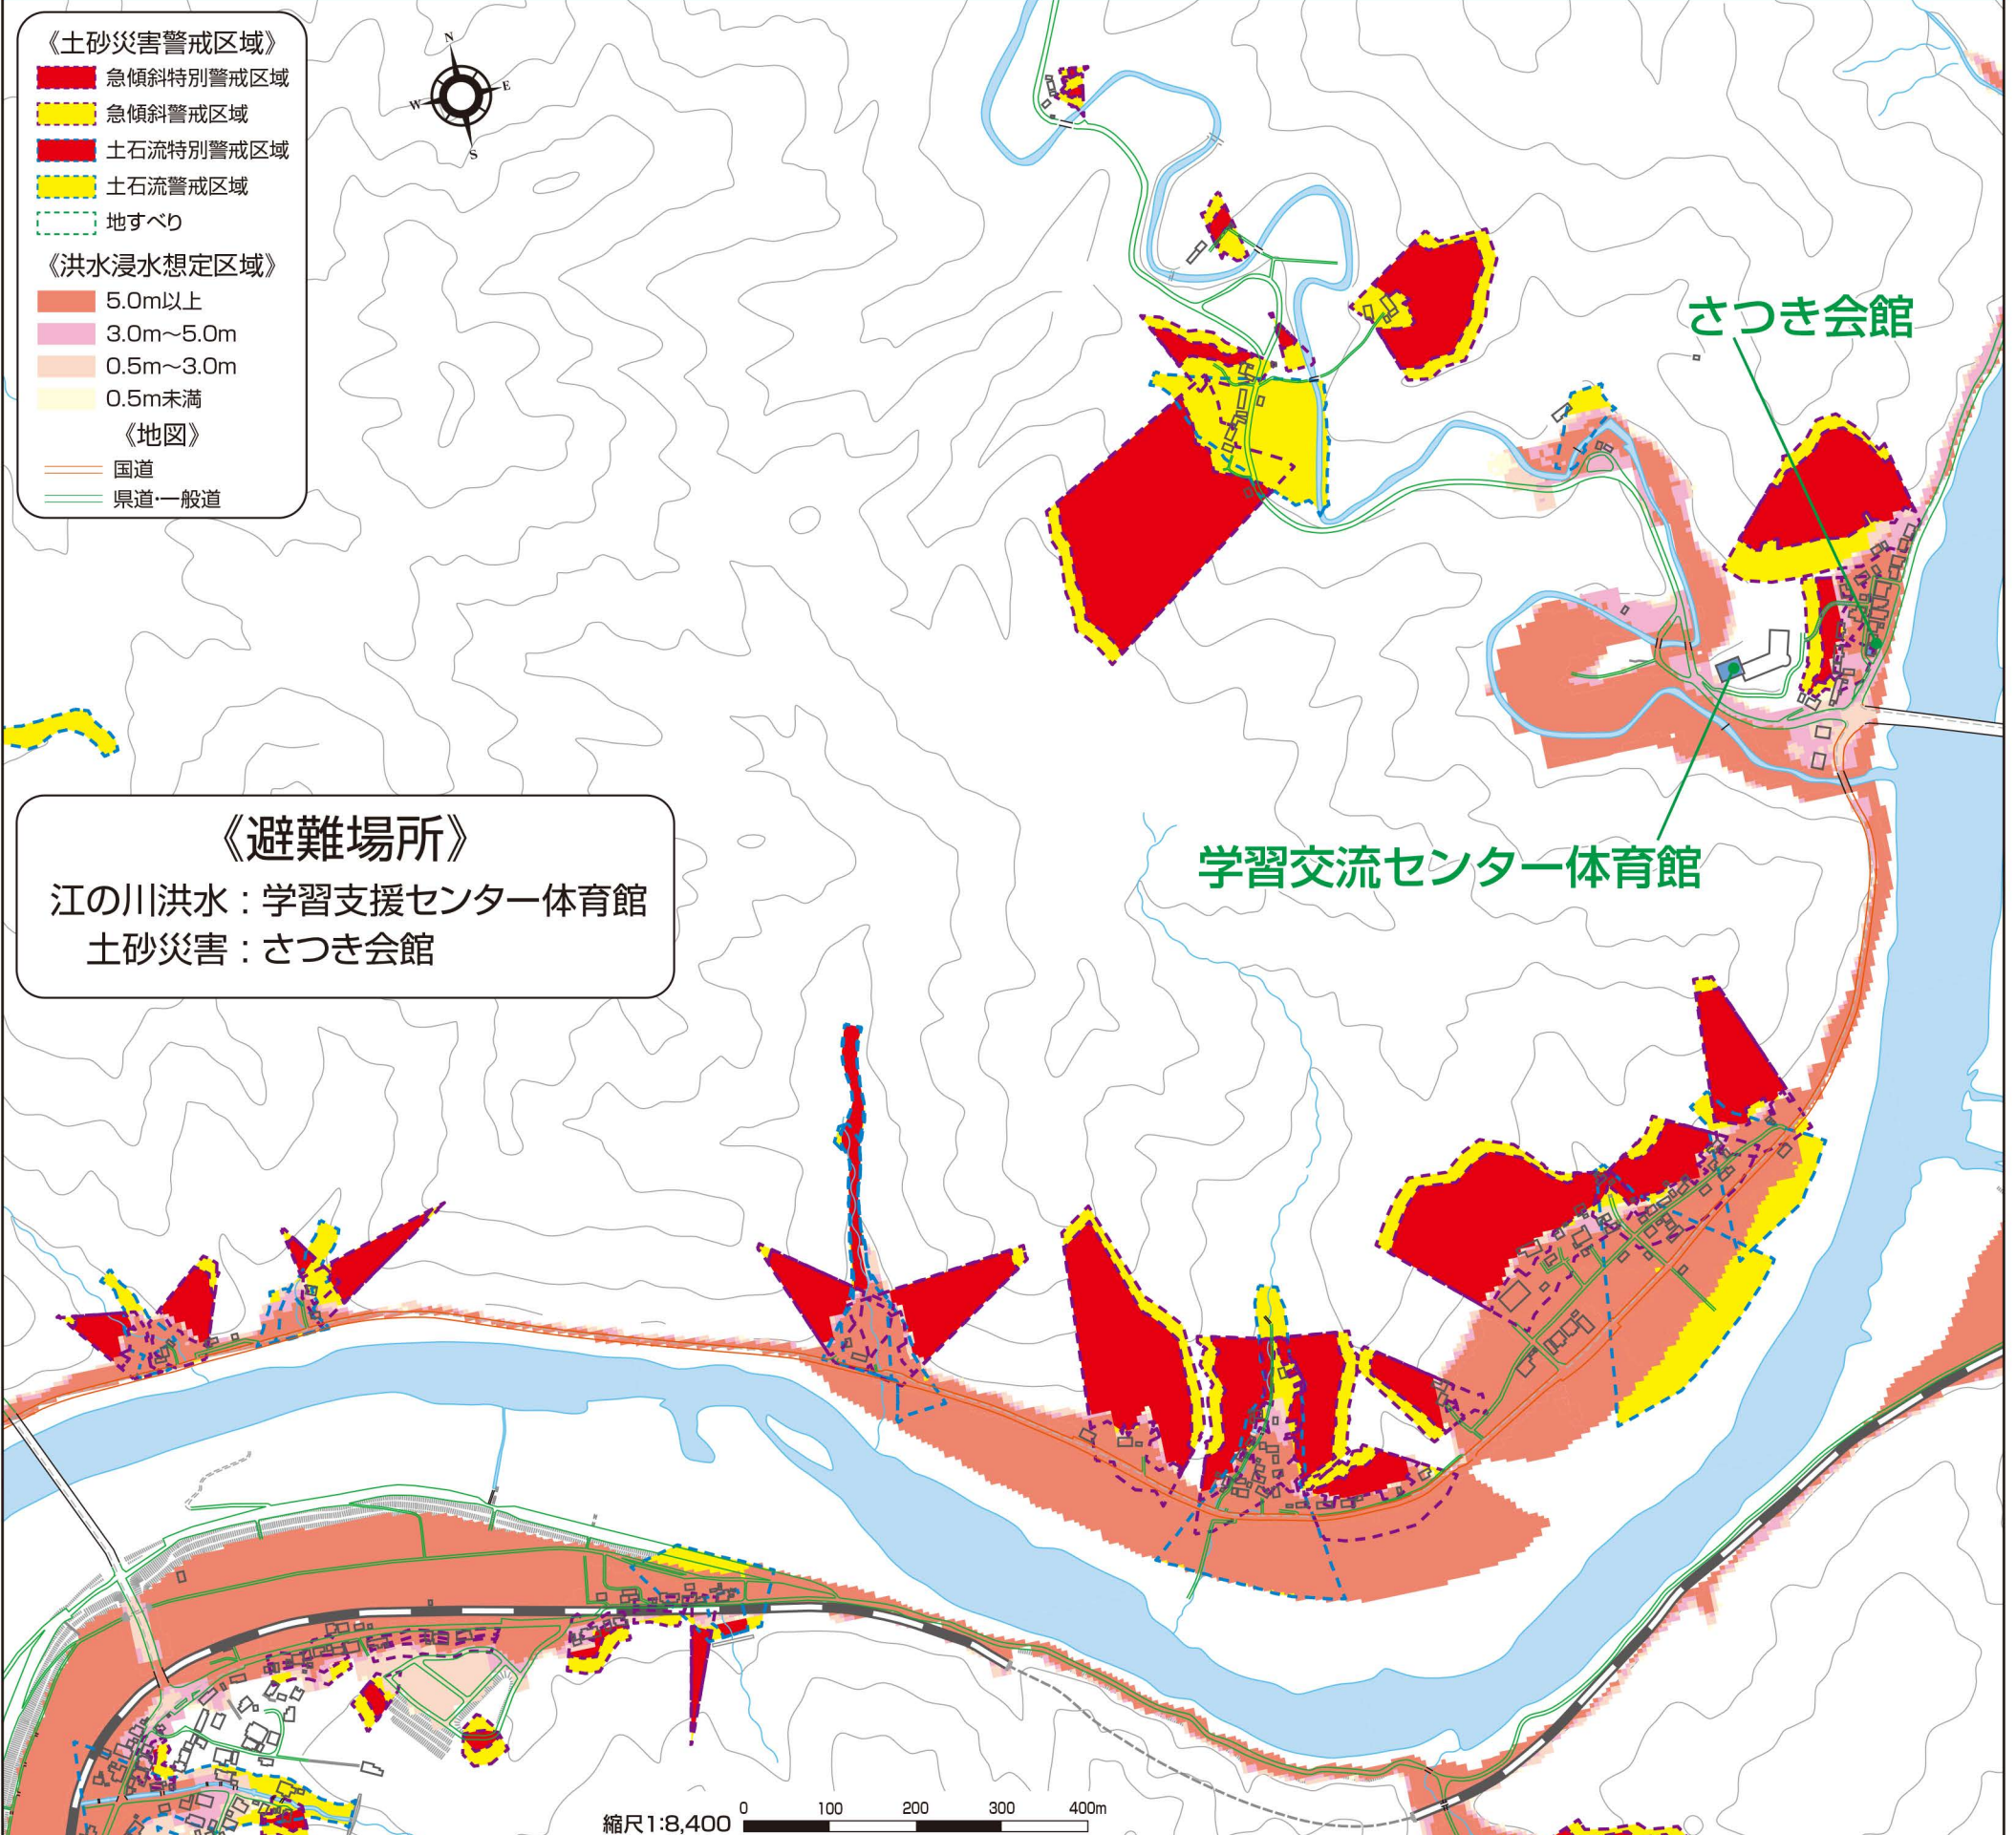 《土砂災害警戒区域》
急傾斜特別警戒区域
急傾斜警戒区域
土石流特別警戒区域
土石流警戒区域
地すべり
《洪水浸水想定区域》
5.0m以上
3.0m～5.0m
0.5m～3.0m
0.5m未満
《地図》
国道
県道・一般道
N
W
E
S
さつき会館
学習交流センター体育館
《避難場所》
江の川洪水：学習支援センター体育館
土砂災害：さつき会館
縮尺1:8,400
0 100 200 300 400m